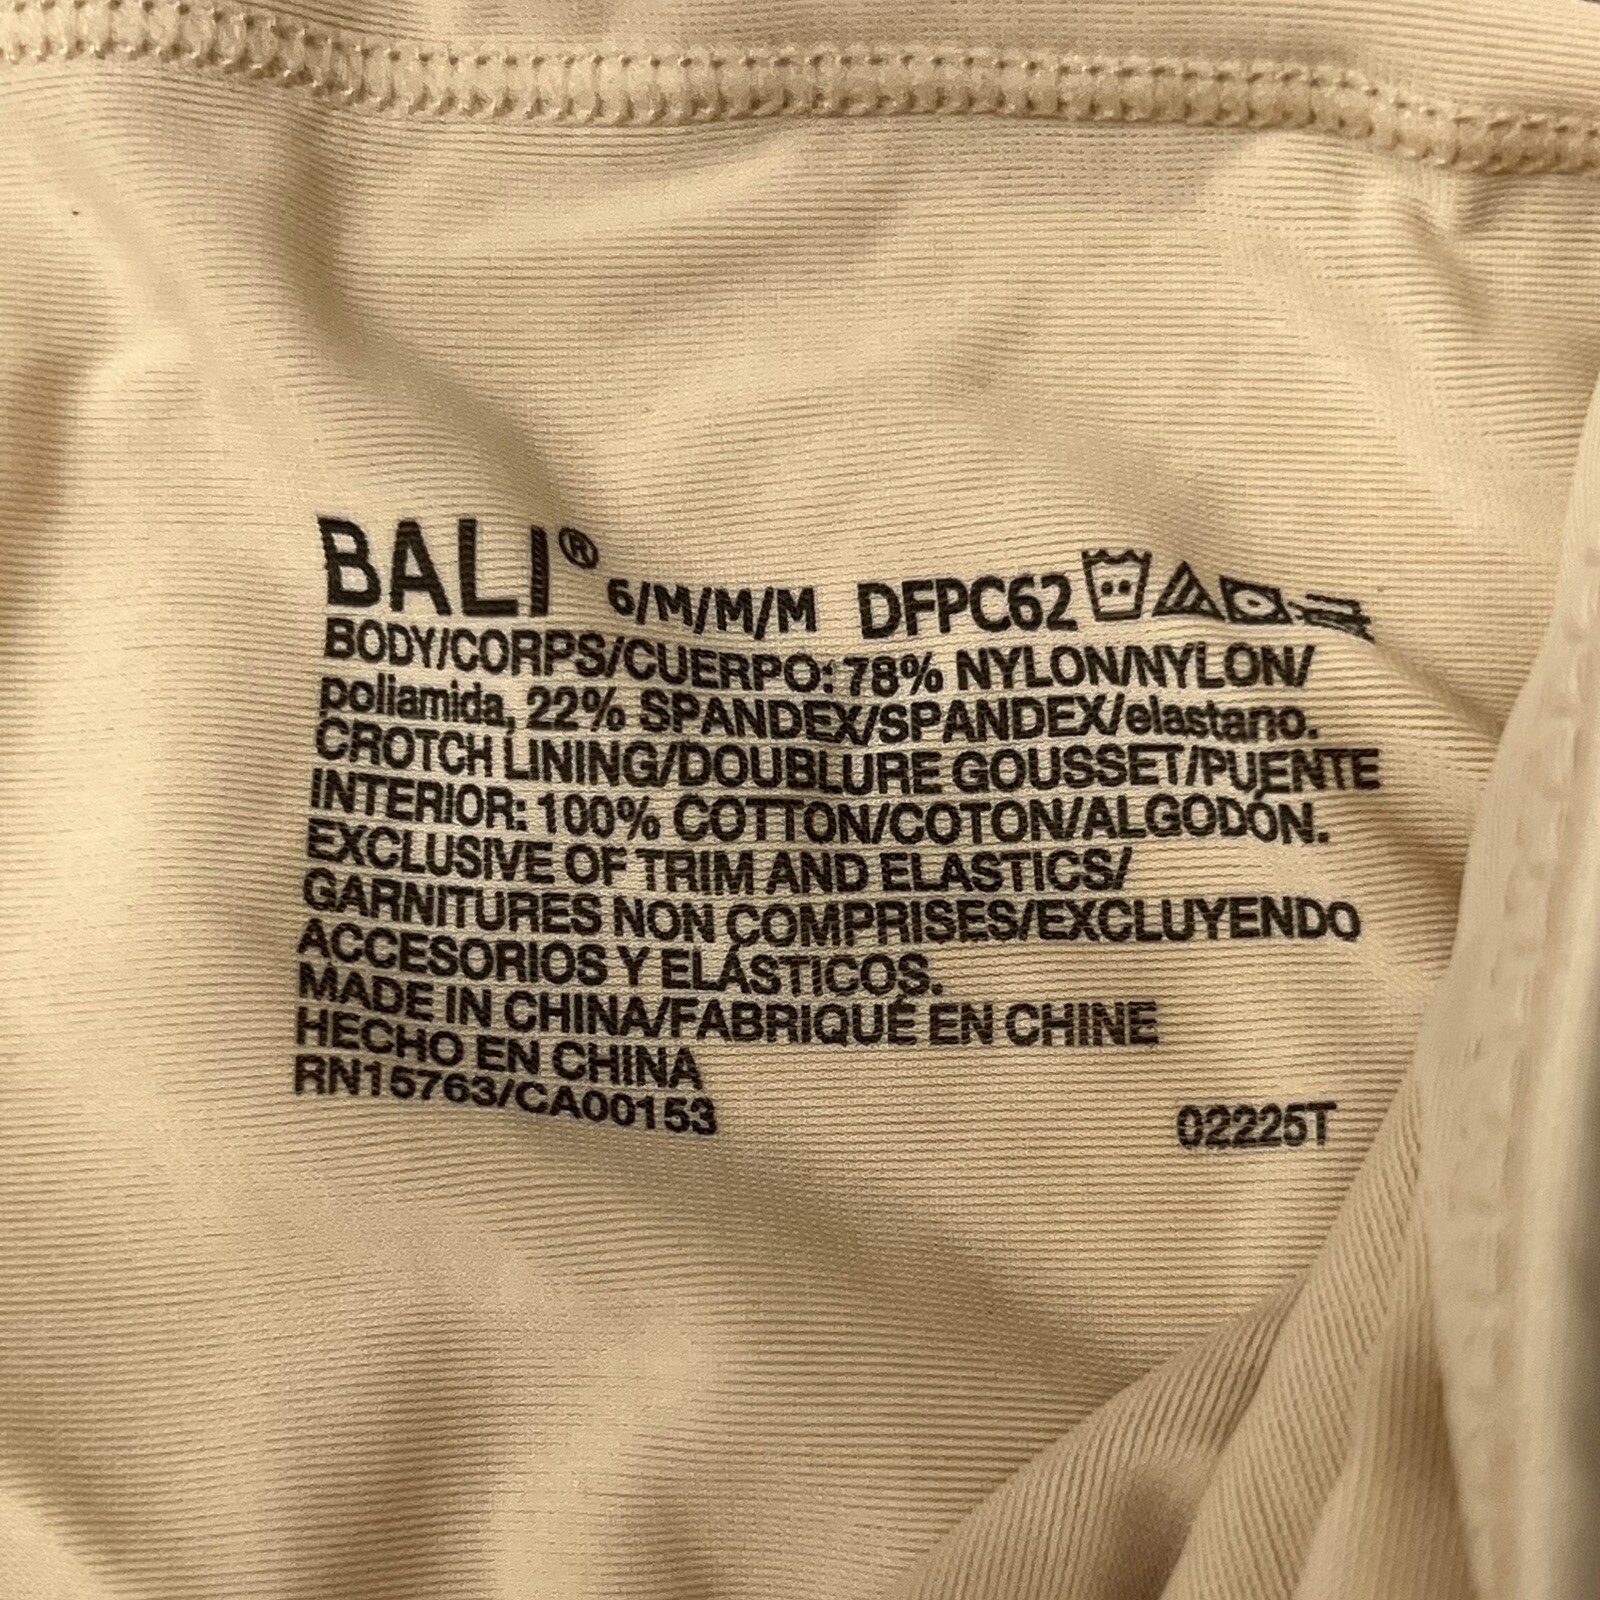 BALI® 6/M/M/M DFPC62
BODY/CORPS/CUERPO: 78% NYLON/NYLON/
poliamida, 22% SPANDEX/SPANDEX/elastano.
CROTCH LINING/DOUBLURE GOUSSET/PUENTE
INTERIOR: 100% COTTON/COTON/ALGODÓN.
EXCLUSIVE OF TRIM AND ELASTICS/
GARNITURES NON COMPRISES/EXCLUYENDO
ACCESORIOS Y ELÁSTICOS.
MADE IN CHINA/FABRIQUÉ EN CHINE
HECHO EN CHINA
RN15763/CA00153 02225T